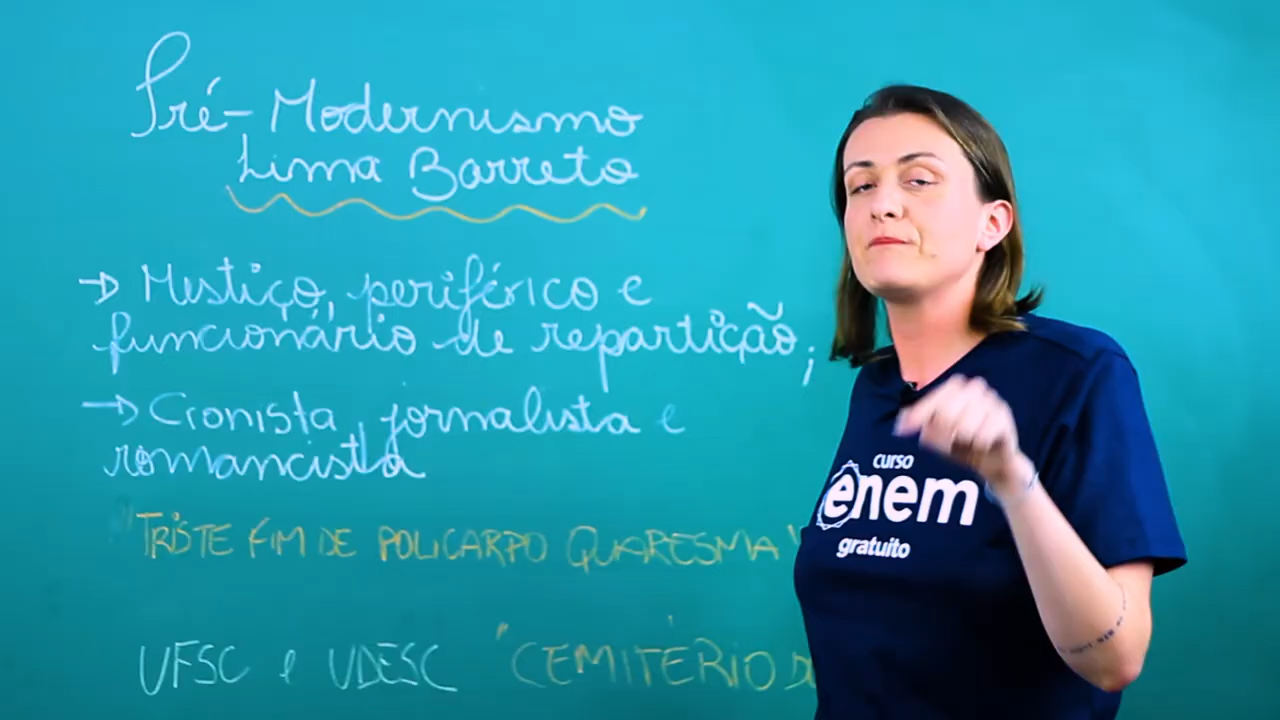 Pré-Modernismo
Lima Barreto
→ Mestiço, periférico e
funcionário de repartição;
→ Cronista, jornalista e
romancista
"TRISTE FIM DE POLICARPO QUARESMA"
UFSC e UDESC "CEMITÉRIO
curso
enem
gratuito